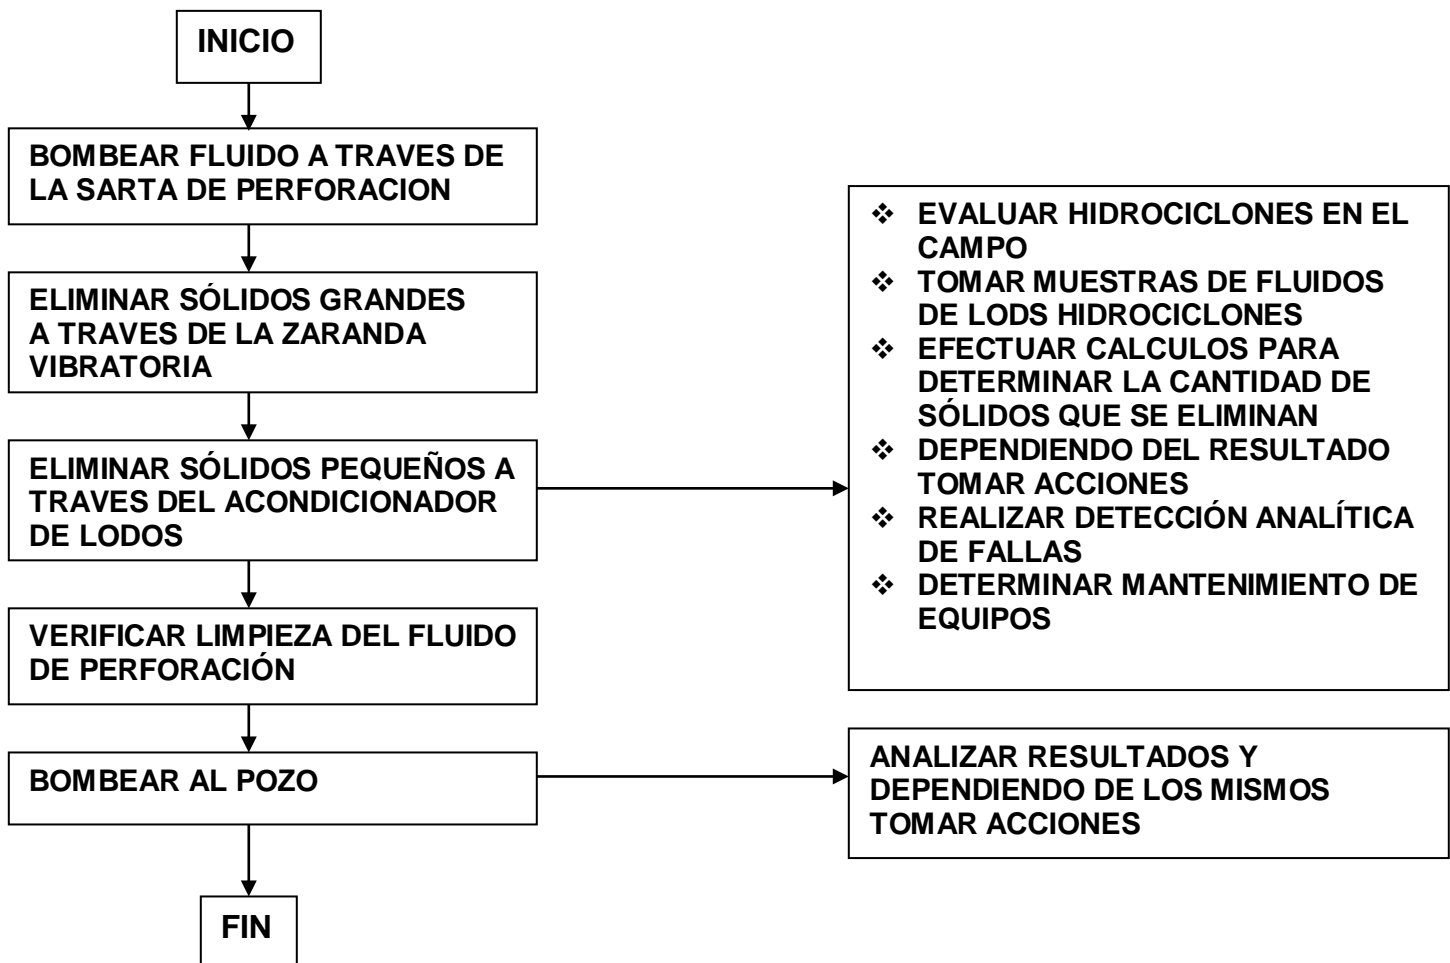 INICIO
BOMBEAR FLUIDO A TRAVES DE
LA SARTA DE PERFORACION
ELIMINAR SÓLIDOS GRANDES
A TRAVES DE LA ZARANDA
VIBRATORIA
ELIMINAR SÓLIDOS PEQUEÑOS A
TRAVES DEL ACONDICIONADOR
DE LODOS
❖ EVALUAR HIDROCICLONES EN EL
CAMPO
❖ TOMAR MUESTRAS DE FLUIDOS
DE LODS HIDROCICLONES
❖ EFECTUAR CALCULOS PARA
DETERMINAR LA CANTIDAD DE
SÓLIDOS QUE SE ELIMINAN
❖ DEPENDIENDO DEL RESULTADO
TOMAR ACCIONES
❖ REALIZAR DETECCIÓN ANALÍTICA
DE FALLAS
❖ DETERMINAR MANTENIMIENTO DE
EQUIPOS
VERIFICAR LIMPIEZA DEL FLUIDO
DE PERFORACIÓN
BOMBEAR AL POZO
ANALIZAR RESULTADOS Y
DEPENDIENDO DE LOS MISMOS
TOMAR ACCIONES
FIN